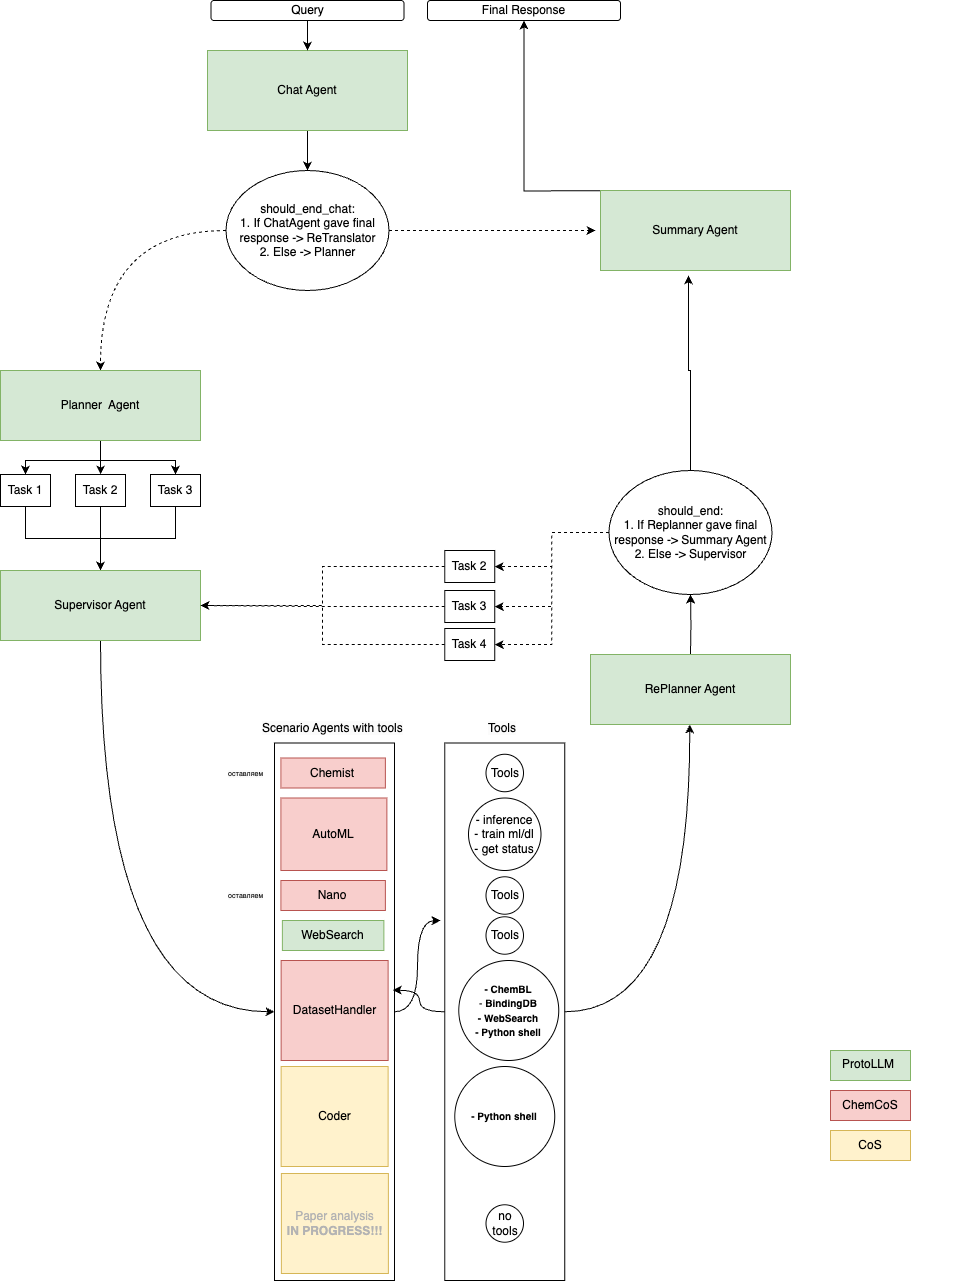 Query
Final Response
Chat Agent
should_end_chat:
1. If ChatAgent gave final
response -> ReTranslator
2. Else -> Planner
Summary Agent
Planner Agent
Task 1
Task 2
Task 3
should_end:
1. If Replanner gave final
response -> Summary Agent
2. Else -> Supervisor
Task 2
Task 3
Task 4
Supervisor Agent
RePlanner Agent
Scenario Agents with tools
Tools
оставляем
Chemist
Tools
AutoML
- inference
- train ml/dl
- get status
оставляем
Nano
Tools
WebSearch
Tools
DatasetHandler
- ChemBL
- BindingDB
- WebSearch
- Python shell
Coder
- Python shell
Paper analysis
IN PROGRESS!!!
no
tools
ProtoLLM
ChemCoS
CoS